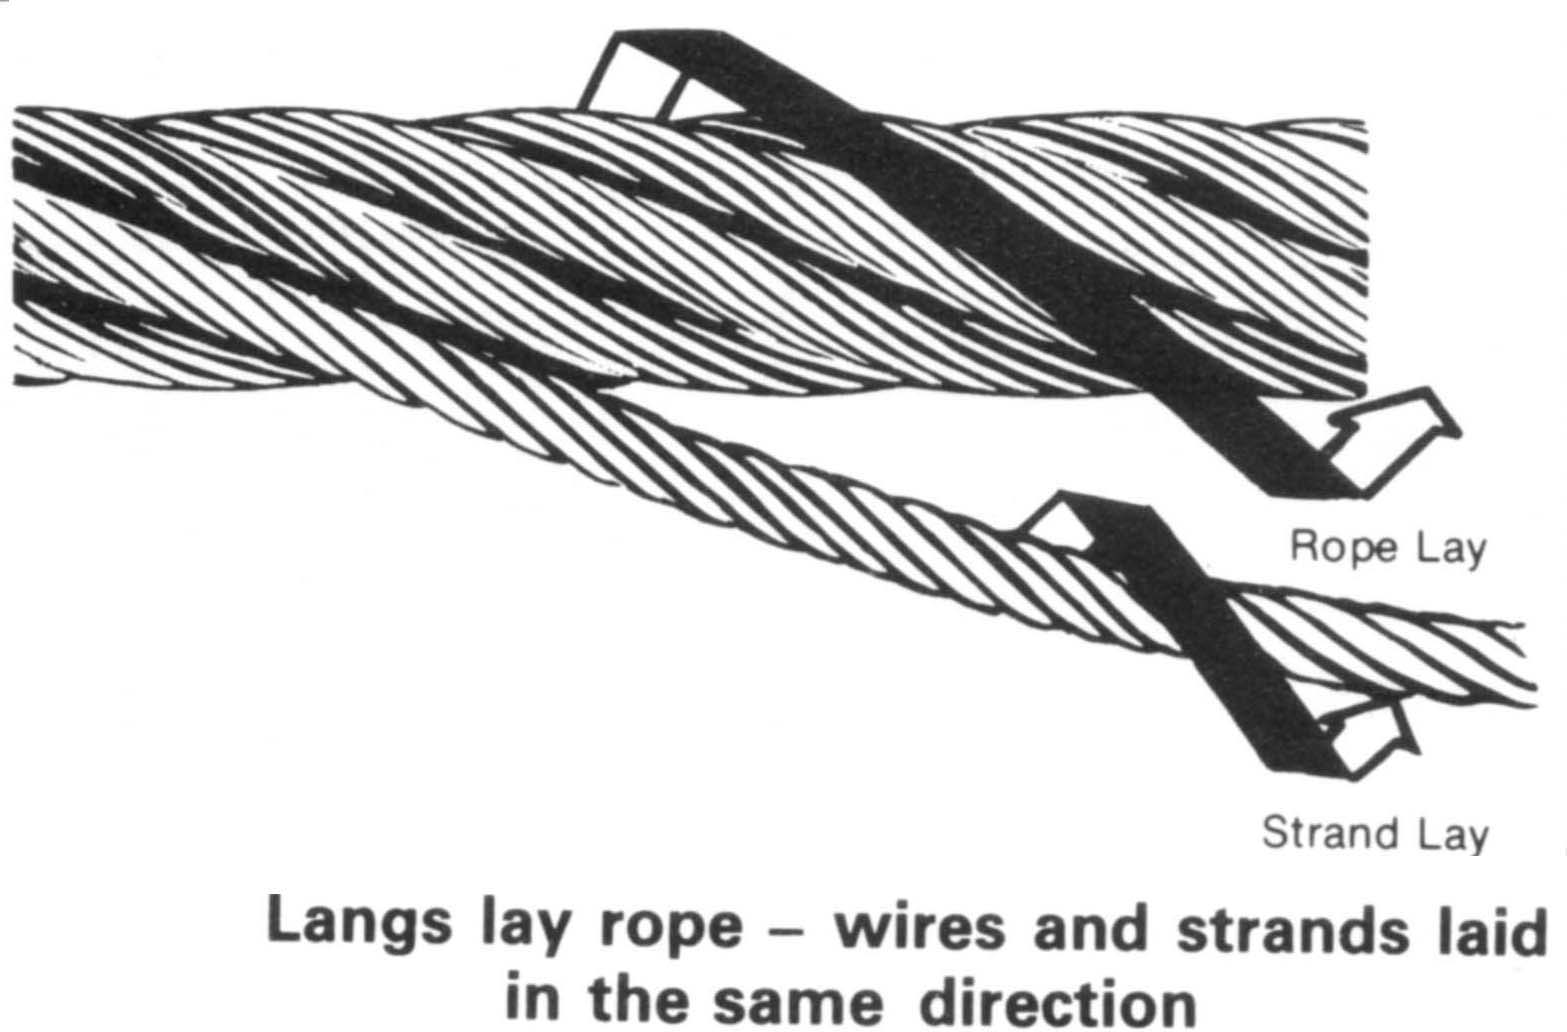 Rope Lay
Strand Lay
Langs lay rope – wires and strands laid
in the same direction